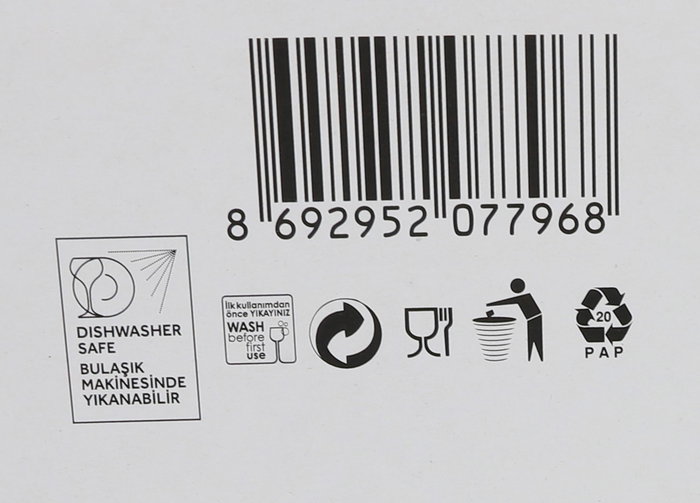 8 692952 077968
DISHWASHER
SAFE
BULAŞIK
MAKİNESİNDE
YIKANABİLİR
İlk kullanımdan
önce YIKAYINIZ
WASH
before
first
use
20
PAP